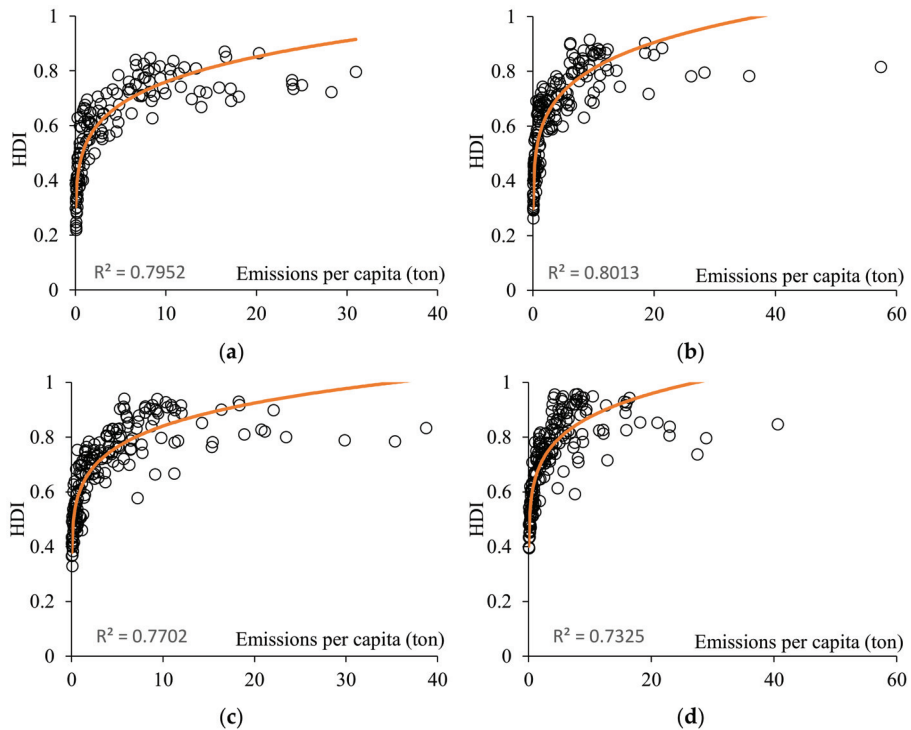 1
0.8
0.6
0.4
0.2
0
HDI
R² = 0.7952
Emissions per capita (ton)
0 10 20 30 40
(a)
1
0.8
0.6
0.4
0.2
0
HDI
R² = 0.8013
Emissions per capita (ton)
0 20 40 60
(b)
1
0.8
0.6
0.4
0.2
0
HDI
R² = 0.7702
Emissions per capita (ton)
0 10 20 30 40
(c)
1
0.8
0.6
0.4
0.2
0
HDI
R² = 0.7325
Emissions per capita (ton)
0 20 40 60
(d)